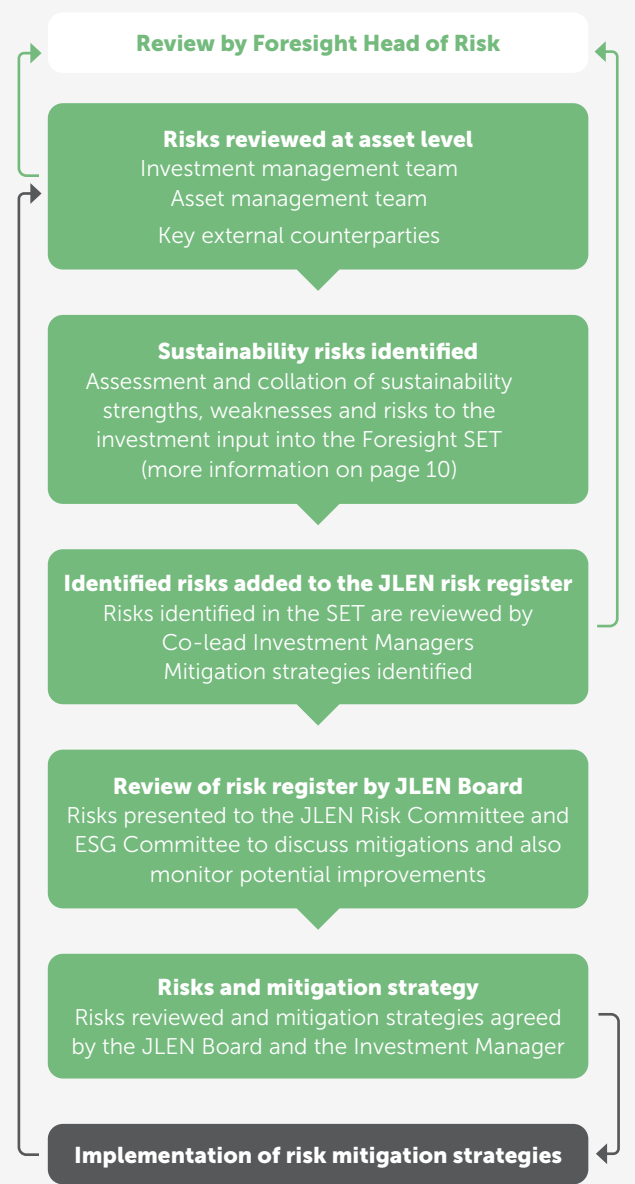 Review by Foresight Head of Risk
Risks reviewed at asset level
Investment management team
Asset management team
Key external counterparties
Sustainability risks identified
Assessment and collation of sustainability
strengths, weaknesses and risks to the
investment input into the Foresight SET
(more information on page 10)
Identified risks added to the JLEN risk register
Risks identified in the SET are reviewed by
Co-lead Investment Managers
Mitigation strategies identified
Review of risk register by JLEN Board
Risks presented to the JLEN Risk Committee and
ESG Committee to discuss mitigations and also
monitor potential improvements
Risks and mitigation strategy
Risks reviewed and mitigation strategies agreed
by the JLEN Board and the Investment Manager
Implementation of risk mitigation strategies